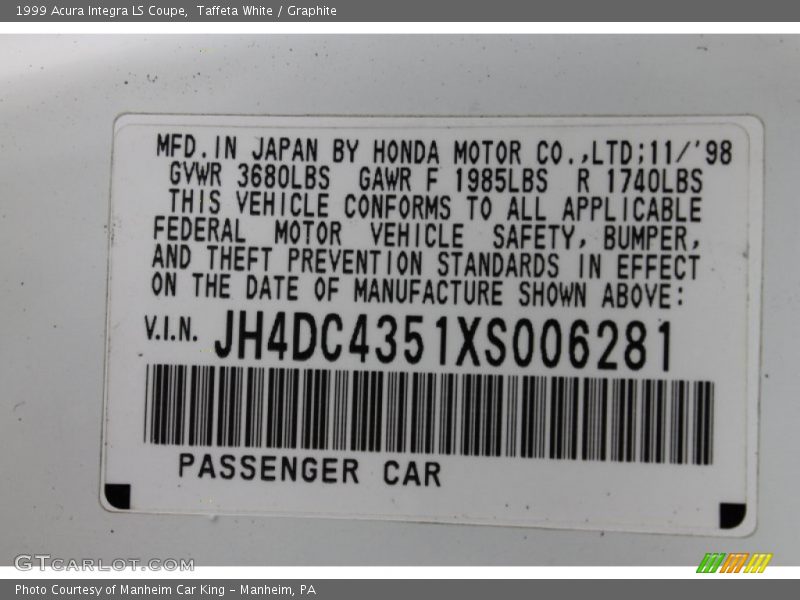 1999 Acura Integra LS Coupe,  Taffeta White / Graphite
MFD.IN JAPAN BY HONDA MOTOR CO.,LTD;11/'98
GVWR 3680LBS GAWR F 1985LBS R 1740LBS
THIS VEHICLE CONFORMS TO ALL APPLICABLE
FEDERAL MOTOR VEHICLE SAFETY, BUMPER,
AND THEFT PREVENTION STANDARDS IN EFFECT
ON THE DATE OF MANUFACTURE SHOWN ABOVE:
V.I.N. JH4DC4351XS006281
PASSENGER CAR
GTCARLOT.COM
Photo Courtesy of Manheim Car King - Manheim, PA